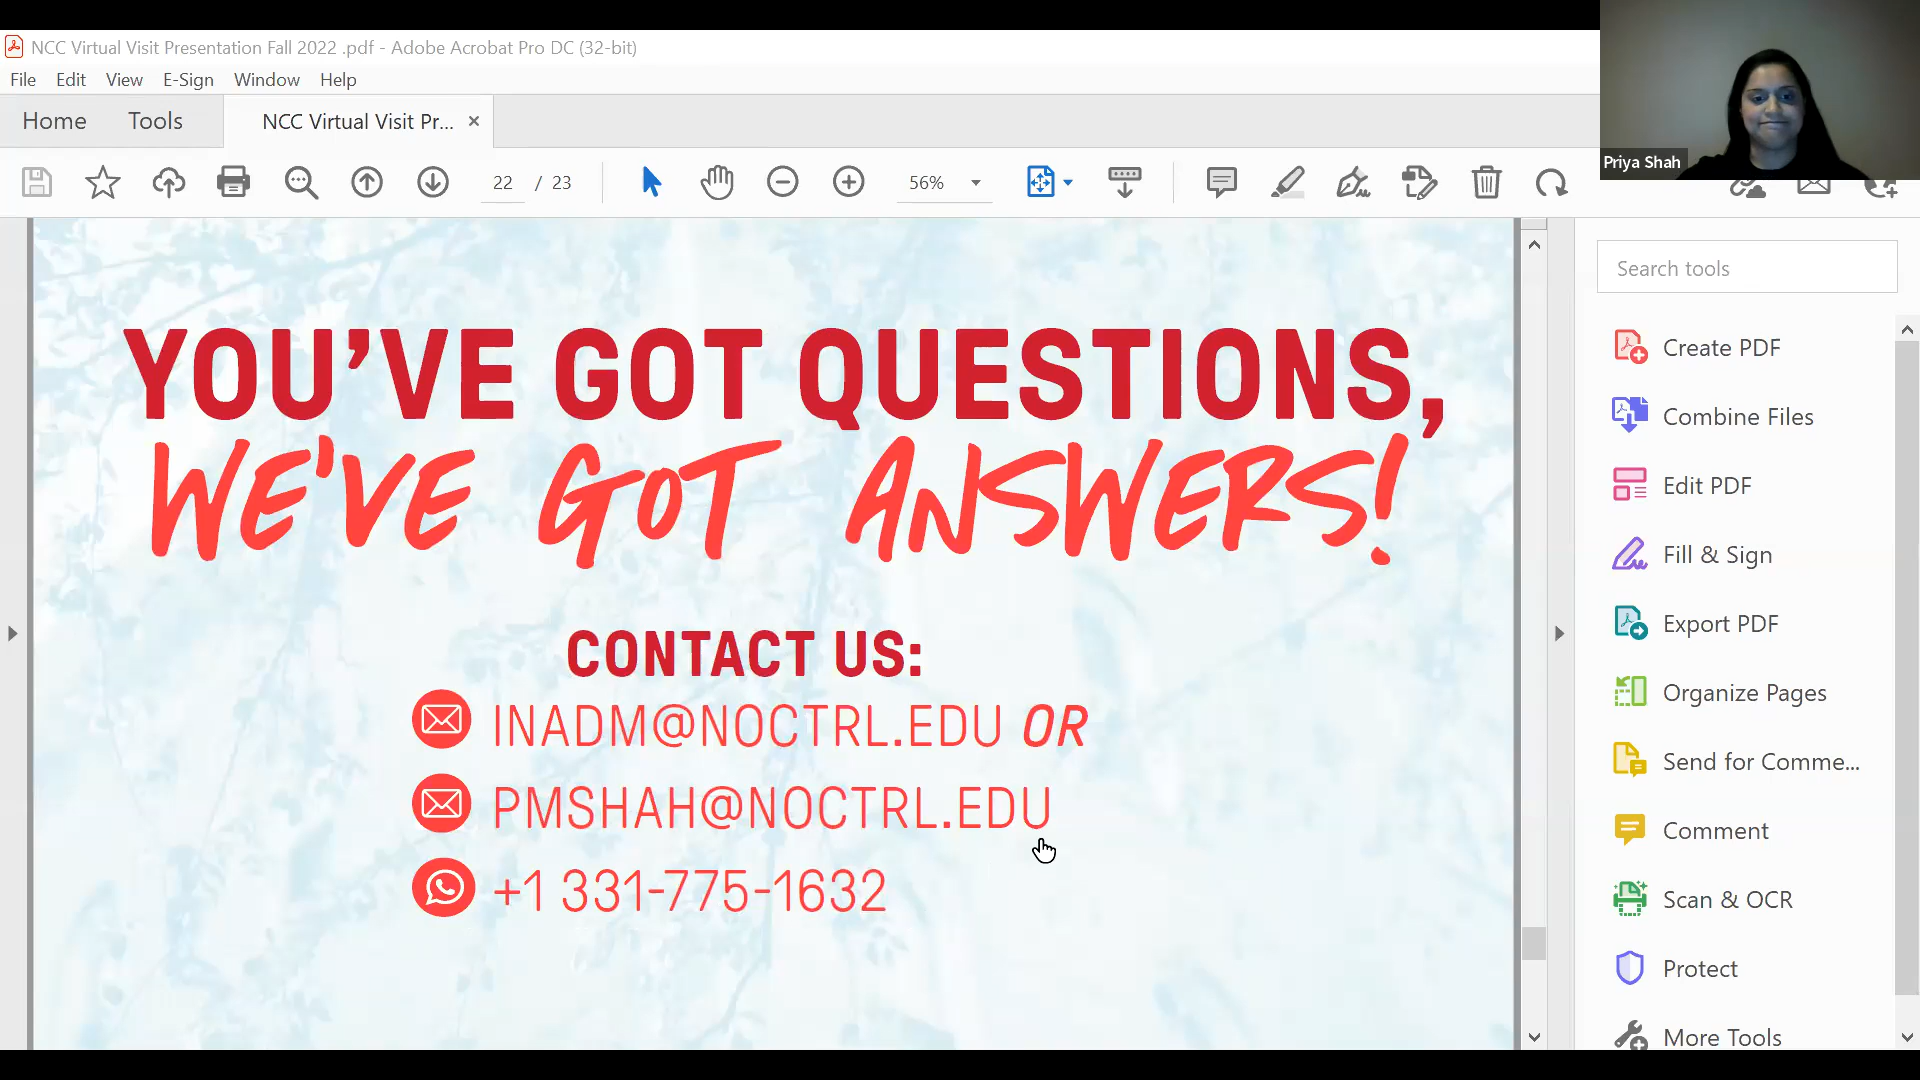 NCC Virtual Visit Presentation Fall 2022 .pdf - Adobe Acrobat Pro DC (32-bit)
File Edit View E-Sign Window Help
Home Tools NCC Virtual Visit Pr... ×
22 / 23 56%
Priya Shah
Search tools
YOU'VE GOT QUESTIONS,
WE'VE GOT ANSWERS!
CONTACT US:
INADM@NOCTRL.EDU OR
PMSHAH@NOCTRL.EDU
+1 331-775-1632
Create PDF
Combine Files
Edit PDF
Fill & Sign
Export PDF
Organize Pages
Send for Comme...
Comment
Scan & OCR
Protect
More Tools